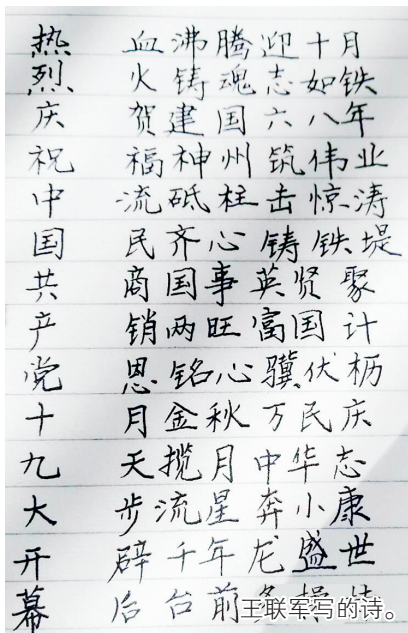 热 血沸腾迎十月
烈 火铸魂志如铁
庆 贺建国六八年
祝 福神州筑伟业
中 流砥柱击惊涛
国 民齐心铸铁堤
共 商国事英贤聚
产 销两旺富国计
党 恩铭心骥伏枥
十 月金秋万民庆
九 天揽月中华志
大 步流星奔小康
开 辟千年龙盛世
幕 后台前
王联军写的诗。